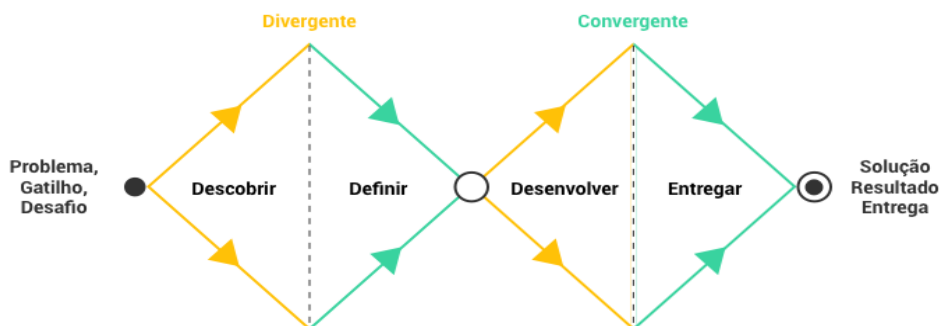 Divergente
Convergente
Problema,
Gatilho,
Desafio
Descobrir
Definir
Desenvolver
Entregar
Solução
Resultado
Entrega